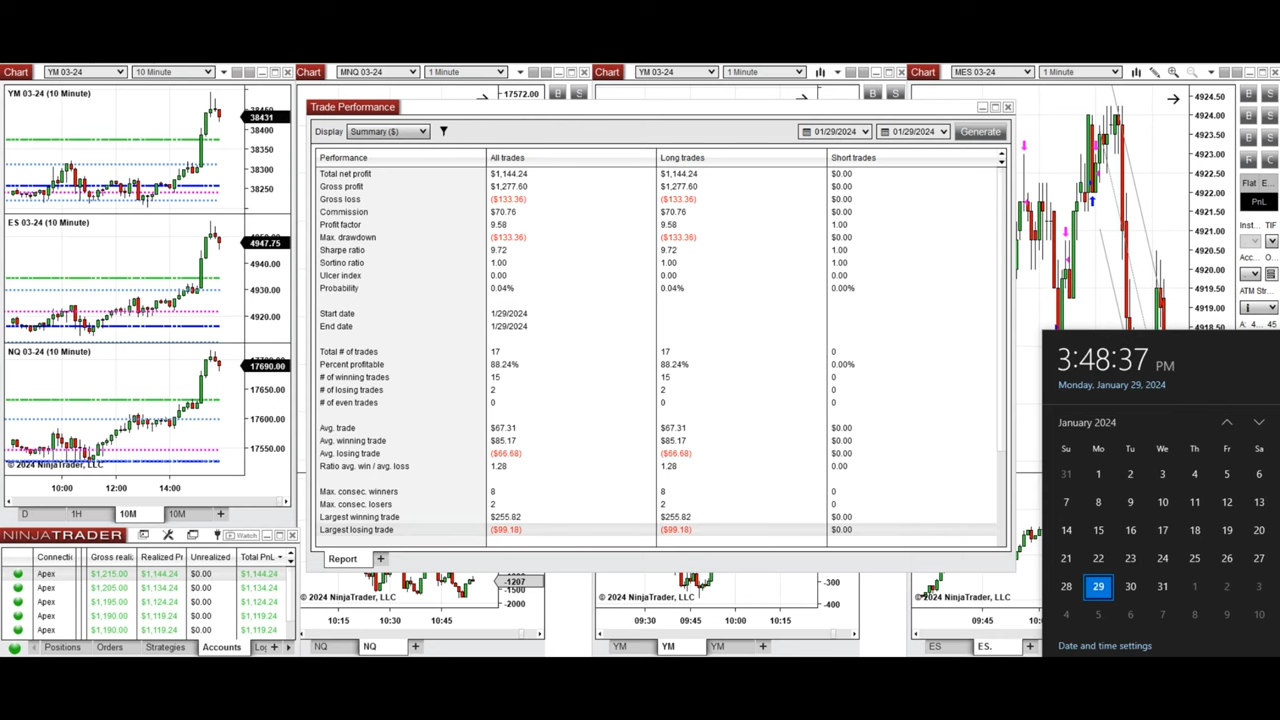 Chart YM 03-24 10 Minute
YM 03-24 (10 Minute)
38450
38431
38400
38350
38300
38250
ES 03-24 (10 Minute)
4947.75
4940.00
4930.00
4920.00
NQ 03-24 (10 Minute)
17690.00
17650.00
17600.00
17550.00
© 2024 NinjaTrader, LLC
10:00 12:00 14:00
D 1H 10M 10M +
NINJATRADER Watch
Connectic Gross reali Realized Pr Unrealized Total PnL
Apex $1,215.00 $1,144.24 $0.00 $1,144.24
Apex $1,205.00 $1,134.24 $0.00 $1,134.24
Apex $1,195.00 $1,124.24 $0.00 $1,124.24
Apex $1,190.00 $1,119.24 $0.00 $1,119.24
Apex $1,190.00 $1,119.24 $0.00 $1,119.24
Positions Orders Strategies Accounts Lo +
Chart MNQ 03-24 1 Minute
17572.00 B S
Chart YM 03-24 1 Minute
B S
Chart MES 03-24 1 Minute
Trade Performance
Display Summary ($) 01/29/2024 01/29/2024 Generate
Performance All trades Long trades Short trades
Total net profit $1,144.24 $1,144.24 $0.00
Gross profit $1,277.60 $1,277.60 $0.00
Gross loss ($133.36) ($133.36) $0.00
Commission $70.76 $70.76 $0.00
Profit factor 9.58 9.58 1.00
Max. drawdown ($133.36) ($133.36) $0.00
Sharpe ratio 9.72 9.72 1.00
Sortino ratio 1.00 1.00 1.00
Ulcer index 0.00 0.00 0.00
Probability 0.04% 0.04% 0.00%
Start date 1/29/2024
End date 1/29/2024
Total # of trades 17 17 0
Percent profitable 88.24% 88.24% 0.00%
# of winning trades 15 15 0
# of losing trades 2 2 0
# of even trades 0 0 0
Avg. trade $67.31 $67.31 $0.00
Avg. winning trade $85.17 $85.17 $0.00
Avg. losing trade ($66.68) ($66.68) $0.00
Ratio avg. win / avg. loss 1.28 1.28 0.00
Max. consec. winners 8 8 0
Max. consec. losers 2 2 0
Largest winning trade $255.82 $255.82 $0.00
Largest losing trade ($99.18) ($99.18) $0.00
Report +
-1207
-1500
-2000
© 2024 NinjaTrader, LLC
10:15 10:30 10:45
NQ NQ +
-300
-400
© 2024 NinjaTrader, LLC
09:30 09:45 10:15
YM YM YM +
4924.50
4924.00
4923.00
4922.00
4921.50
4920.50
4920.00
4919.00
4918.50
B S
B S
B S
R C
Flat E...
PnL
Inst... TIF
Acc... O...
ATM Str...
A: 4... 45
© 2024 NinjaTrader, LLC
09:45
ES ES. +
3:48:37 PM
Monday, January 29, 2024
January 2024
Su Mo Tu We Th Fr Sa
31 1 2 3 4 5 6
7 8 9 10 11 12 13
14 15 16 17 18 19 20
21 22 23 24 25 26 27
28 29 30 31 1 2 3
4 5 6 7 8 9 10
Date and time settings